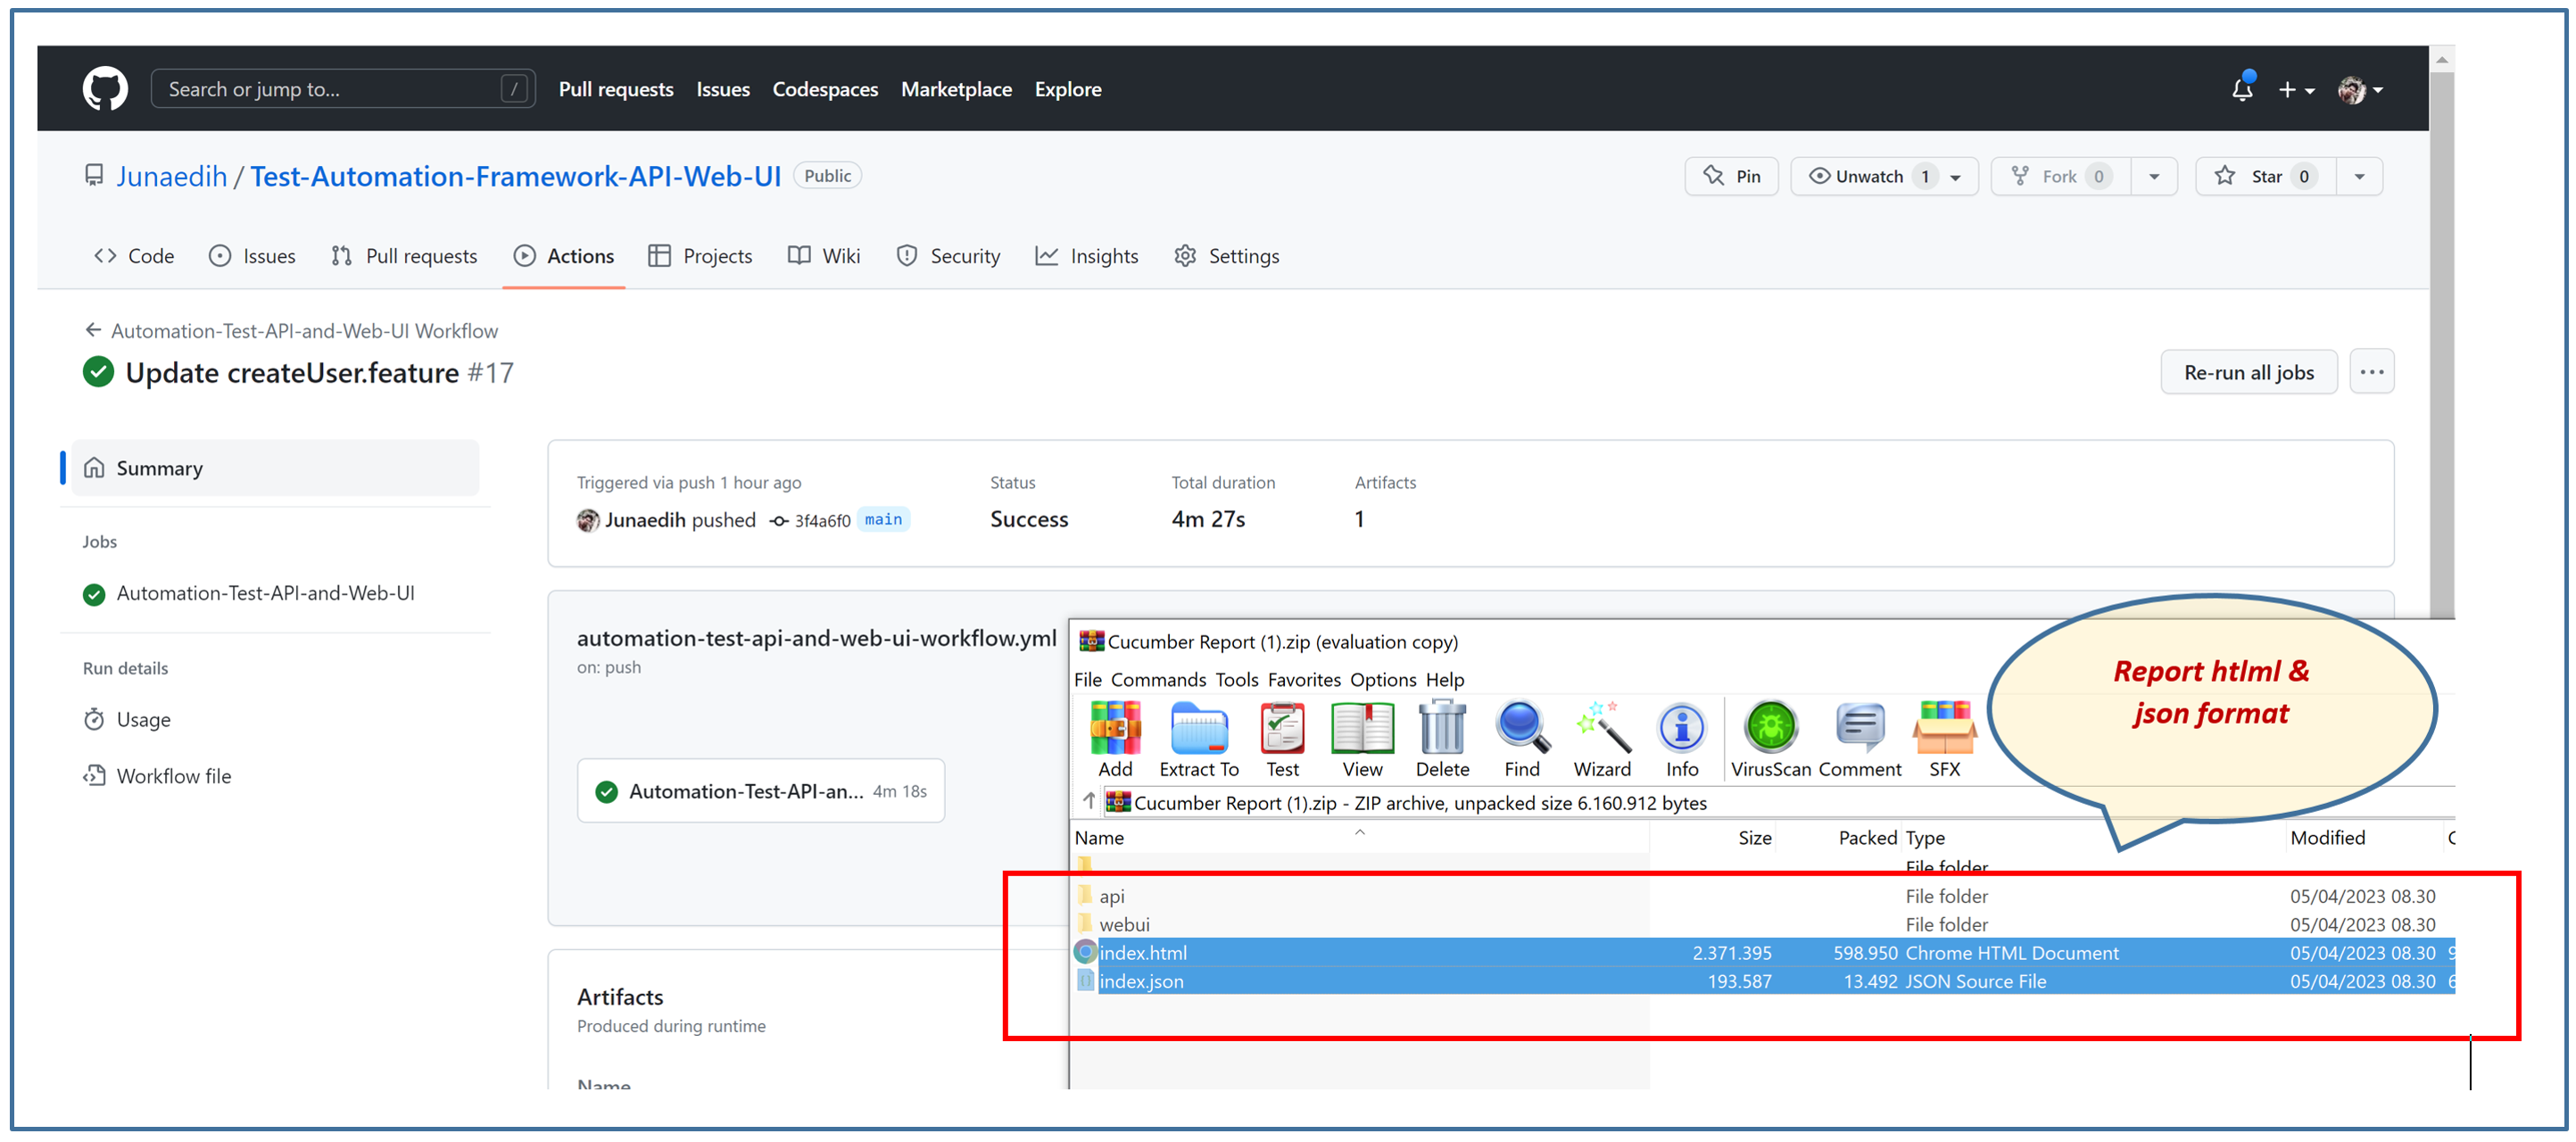 Search or jump to... /
Pull requests Issues Codespaces Marketplace Explore
Junaedih / Test-Automation-Framework-API-Web-UI Public
Pin Unwatch 1 Fork 0 Star 0
Code Issues Pull requests Actions Projects Wiki Security Insights Settings
Automation-Test-API-and-Web-UI Workflow
Update createUser.feature #17
Re-run all jobs
Summary
Jobs
Automation-Test-API-and-Web-UI
Run details
Usage
Workflow file
Triggered via push 1 hour ago Status Total duration Artifacts
Junaedih pushed 3f4a6f0 main Success 4m 27s 1
automation-test-api-and-web-ui-workflow.yml
on: push
Automation-Test-API-an... 4m 18s
Artifacts
Produced during runtime
Name
Cucumber Report (1).zip (evaluation copy)
File Commands Tools Favorites Options Help
Add Extract To Test View Delete Find Wizard Info VirusScan Comment SFX
Cucumber Report (1).zip - ZIP archive, unpacked size 6.160.912 bytes
Name Size Packed Type Modified C
File folder
api File folder 05/04/2023 08.30
webui File folder 05/04/2023 08.30
index.html 2.371.395 598.950 Chrome HTML Document 05/04/2023 08.30 9
index.json 193.587 13.492 JSON Source File 05/04/2023 08.30 6
Report htlml &
json format